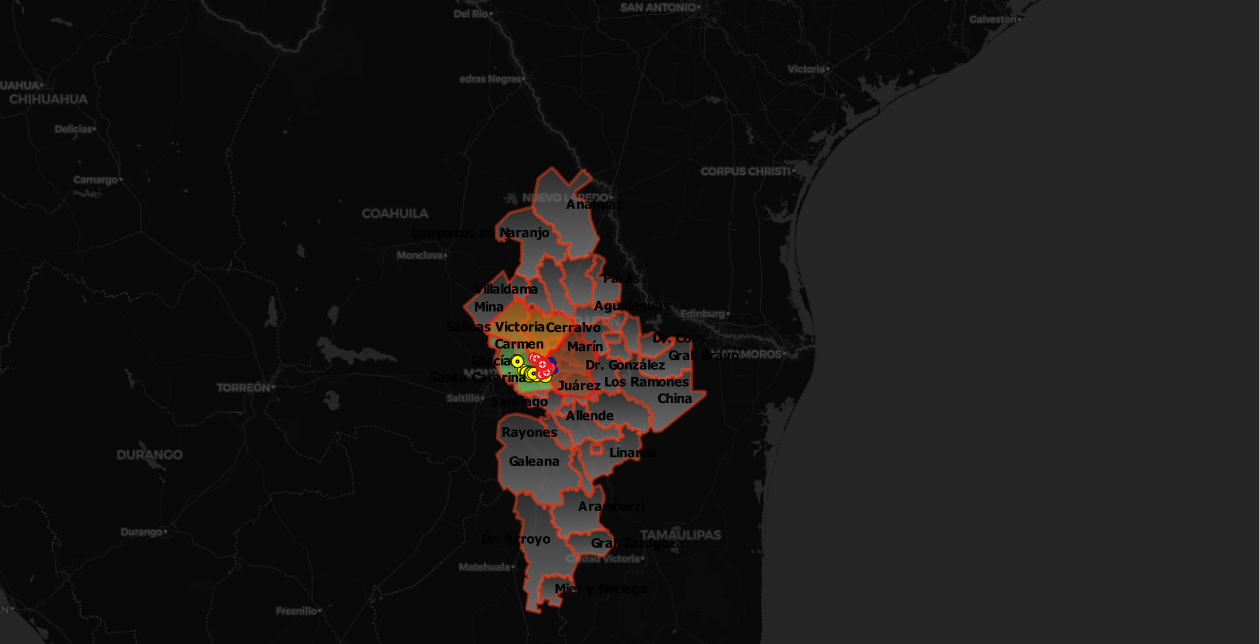 SAN ANTONIO
Del Rio
Galveston
Victoria
edras Negras
UAHUA
CHIHUAHUA
Delicias
CORPUS CHRISTI
Camargo
NUEVO LAREDO
Anáhuac
COAHUILA
Lampazos de Naranjo
Monclova
Parás
Villaldama
Mina
Agualeguas
Edinburg
Salinas Victoria
Cerralvo
Dr. Coss
Carmen
Marín
Gral. Bravo
MATAMOROS
García
Dr. González
Santa Catarina
Juárez
Los Ramones
TORREÓN
Saltillo
Santiago
China
Allende
Rayones
DURANGO
Linares
Galeana
Aramberri
Durango
TAMAULIPAS
Dr. Arroyo
Gral. Zaragoza
Ciudad Victoria
Matehuala
Mier y Noriega
Fresnillo